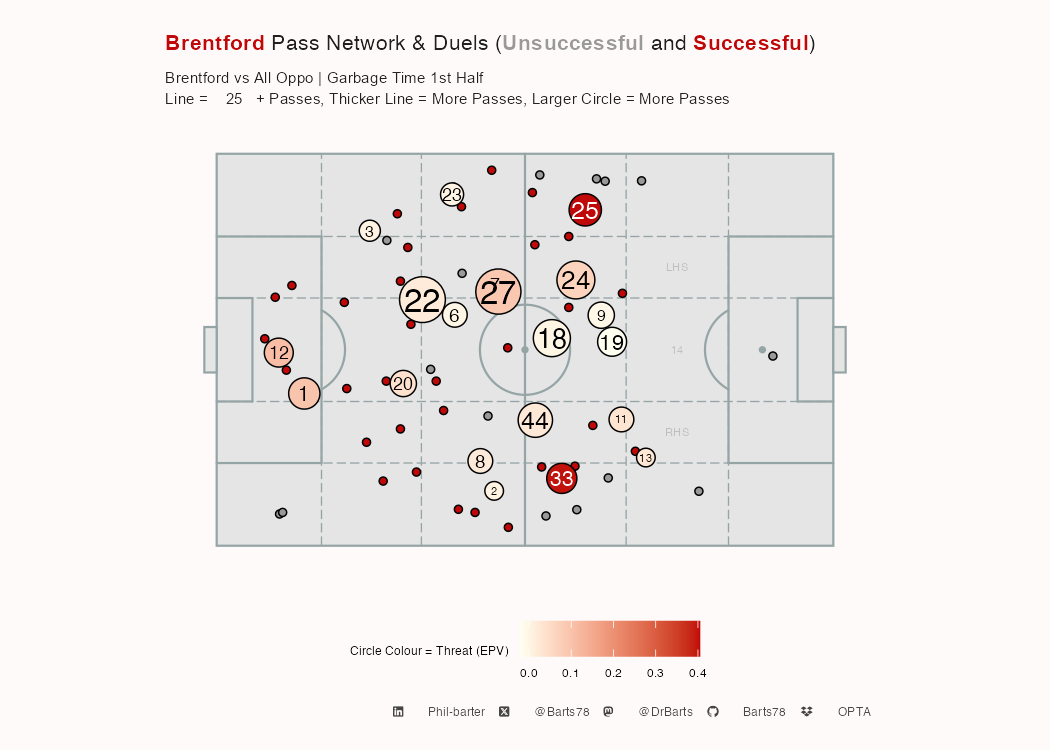 Brentford Pass Network & Duels (Unsuccessful and Successful)
Brentford vs All Oppo | Garbage Time 1st Half
Line = 25 + Passes, Thicker Line = More Passes, Larger Circle = More Passes
23
25
3
LHS
24
7
27
22
6
9
18
19
14
12
20
1
44
11
RHS
8
13
33
2
Circle Colour = Threat (EPV)
0.0 0.1 0.2 0.3 0.4
Phil-barter @Barts78 @DrBarts Barts78 OPTA